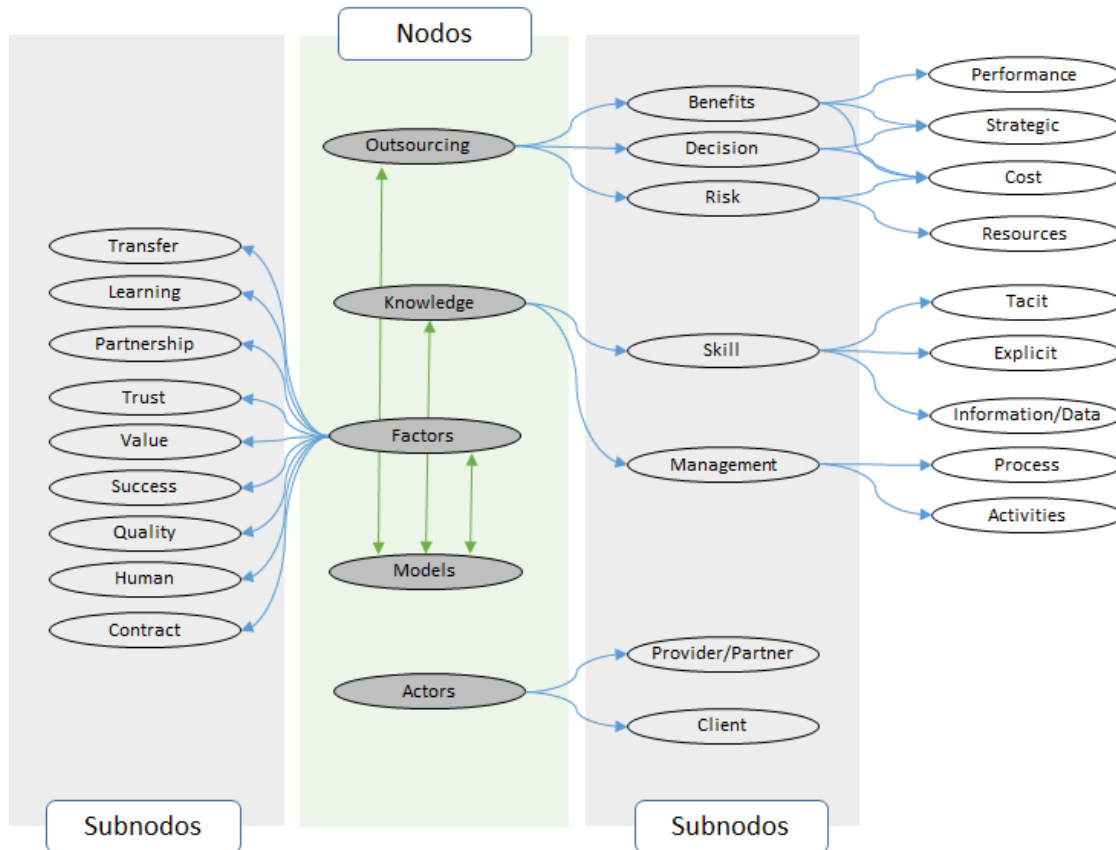 Nodos
Outsourcing
Knowledge
Factors
Models
Actors
Transfer
Learning
Partnership
Trust
Value
Success
Quality
Human
Contract
Subnodos
Benefits
Decision
Risk
Skill
Management
Provider/Partner
Client
Subnodos
Performance
Strategic
Cost
Resources
Tacit
Explicit
Information/Data
Process
Activities